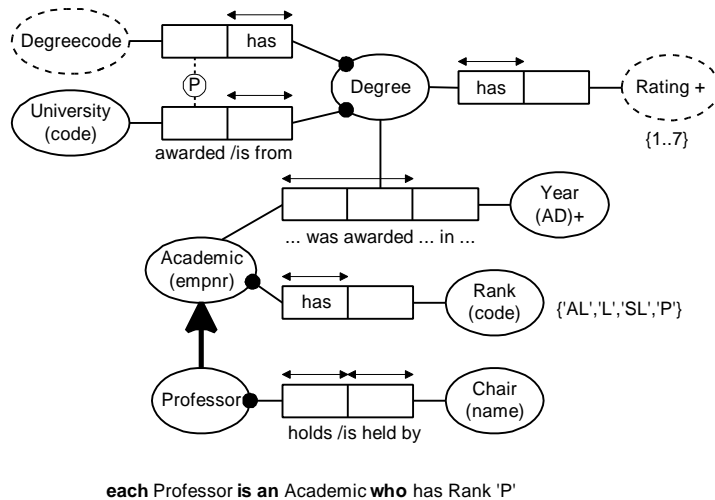 Degreecode
has
P
University
(code)
awarded /is from
Degree
has
Rating +
{1..7}
Year
(AD)+
... was awarded ... in ...
Academic
(empnr)
has
Rank
(code)
{'AL','L','SL','P'}
Professor
Chair
(name)
holds /is held by
each Professor is an Academic who has Rank 'P'